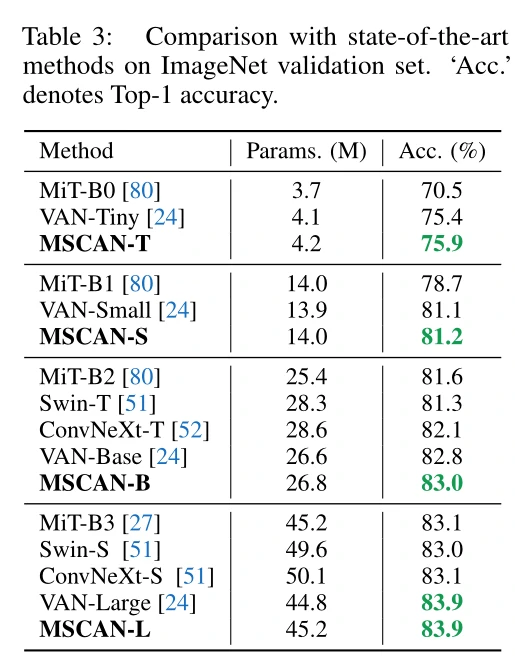 Table 3: Comparison with state-of-the-art
methods on ImageNet validation set. ‘Acc.’
denotes Top-1 accuracy.
Method Params. (M) Acc. (%)
MiT-B0 [80] 3.7 70.5
VAN-Tiny [24] 4.1 75.4
MSCAN-T 4.2 75.9
MiT-B1 [80] 14.0 78.7
VAN-Small [24] 13.9 81.1
MSCAN-S 14.0 81.2
MiT-B2 [80] 25.4 81.6
Swin-T [51] 28.3 81.3
ConvNeXt-T [52] 28.6 82.1
VAN-Base [24] 26.6 82.8
MSCAN-B 26.8 83.0
MiT-B3 [27] 45.2 83.1
Swin-S [51] 49.6 83.0
ConvNeXt-S [51] 50.1 83.1
VAN-Large [24] 44.8 83.9
MSCAN-L 45.2 83.9